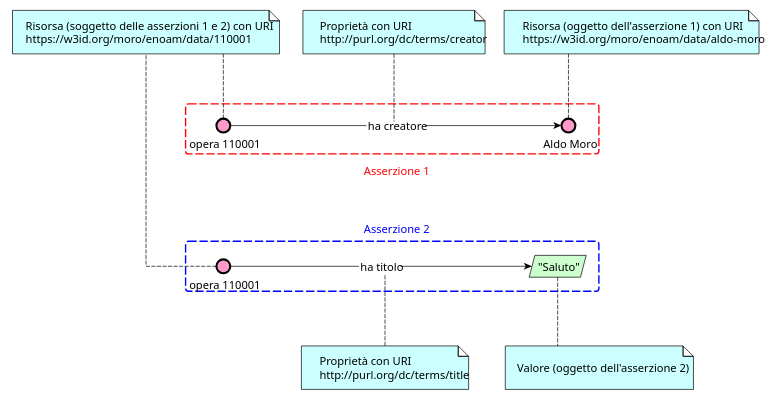 Risorsa (soggetto delle asserzioni 1 e 2) con URI
https://w3id.org/moro/enoam/data/110001
Proprietà con URI
http://purl.org/dc/terms/creator
Risorsa (oggetto dell'asserzione 1) con URI
https://w3id.org/moro/enoam/data/aldo-moro
ha creatore
opera 110001
Aldo Moro
Asserzione 1
Asserzione 2
ha titolo
"Saluto"
opera 110001
Proprietà con URI
http://purl.org/dc/terms/title
Valore (oggetto dell'asserzione 2)